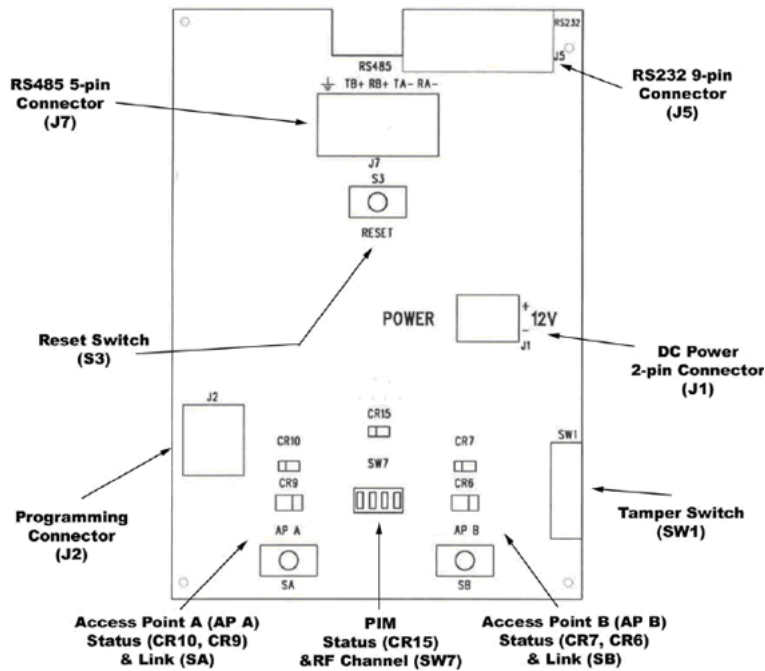 RS232
J5
RS485
TB+ RB+ TA- RA-
RS485 5-pin
Connector
(J7)
RS232 9-pin
Connector
(J5)
J7
S3
RESET
POWER
+
12V
-
J1
Reset Switch
(S3)
DC Power
2-pin Connector
(J1)
J2
CR15
SW1
CR10
CR7
SW7
CR9
CR6
Programming
Connector
(J2)
Tamper Switch
(SW1)
AP A
AP B
SA
SB
Access Point A (AP A)
Status (CR10, CR9)
& Link (SA)
PIM
Status (CR15)
&RF Channel (SW7)
Access Point B (AP B)
Status (CR7, CR6)
& Link (SB)